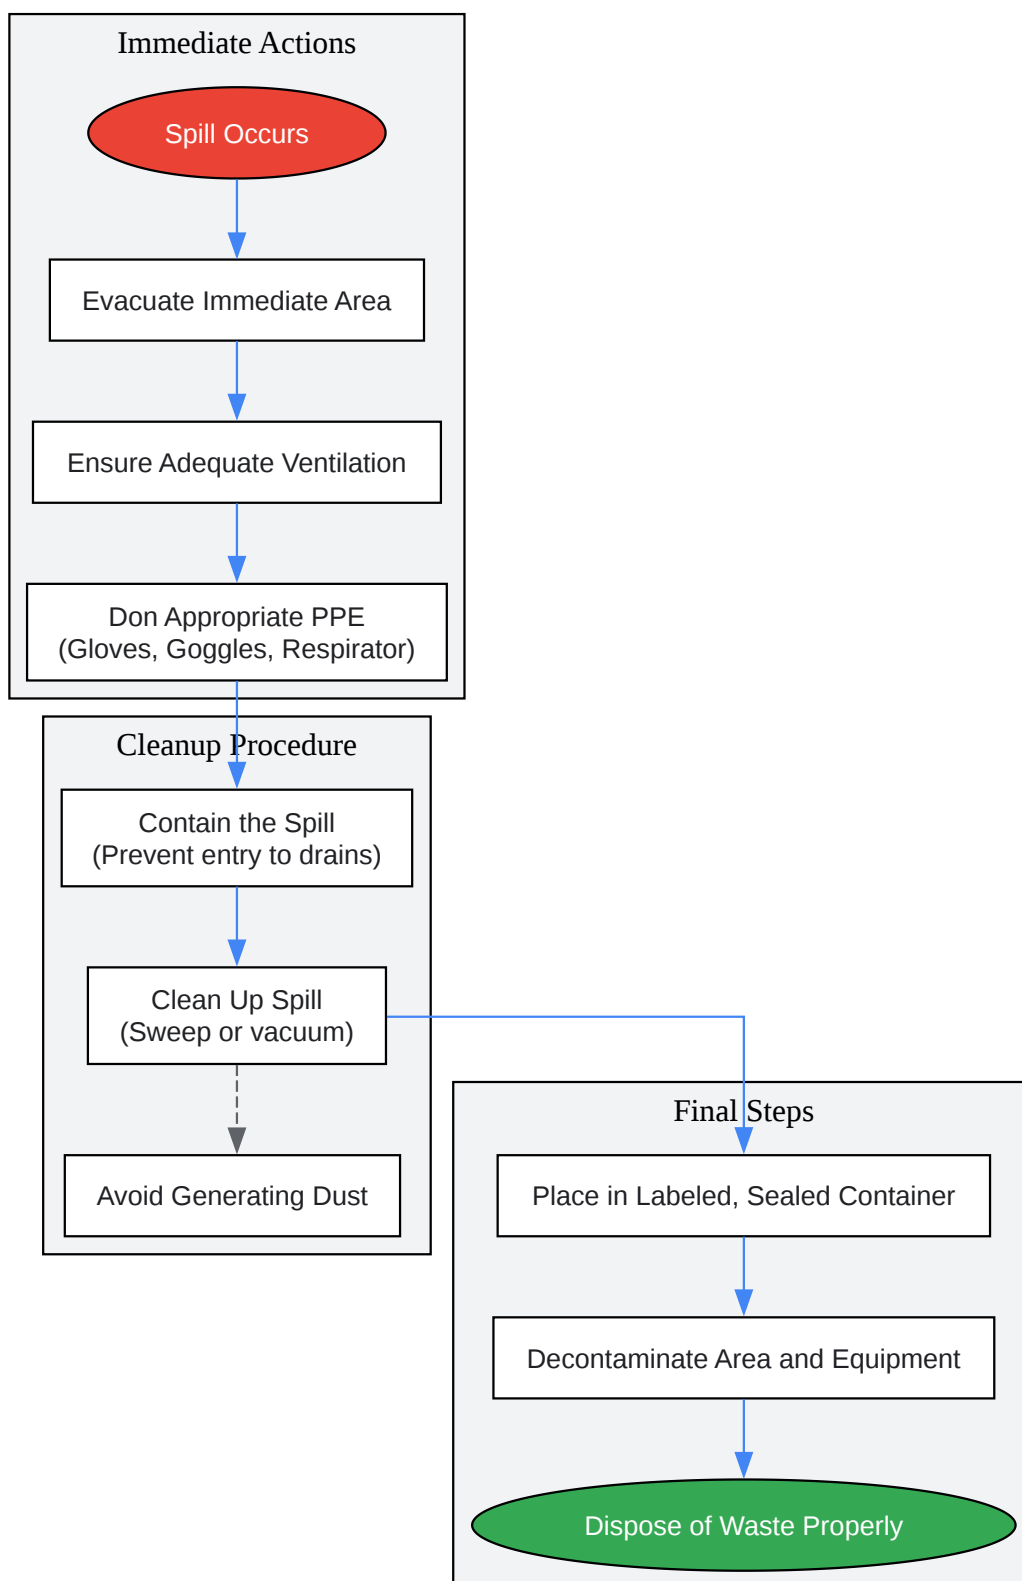 Immediate Actions
Spill Occurs
Evacuate Immediate Area
Ensure Adequate Ventilation
Don Appropriate PPE
(Gloves, Goggles, Respirator)
Cleanup Procedure
Contain the Spill
(Prevent entry to drains)
Clean Up Spill
(Sweep or vacuum)
Avoid Generating Dust
Final Steps
Place in Labeled, Sealed Container
Decontaminate Area and Equipment
Dispose of Waste Properly